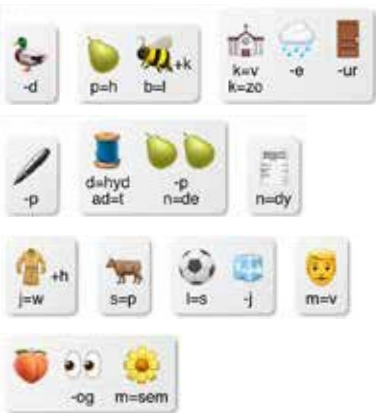 -d p=h b=l +k k=v -e -ur
k=zo
-p d=hyd -p n=dy
ad=t n=de
+h
j=w s=p l=s -j m=v
-og m=sem